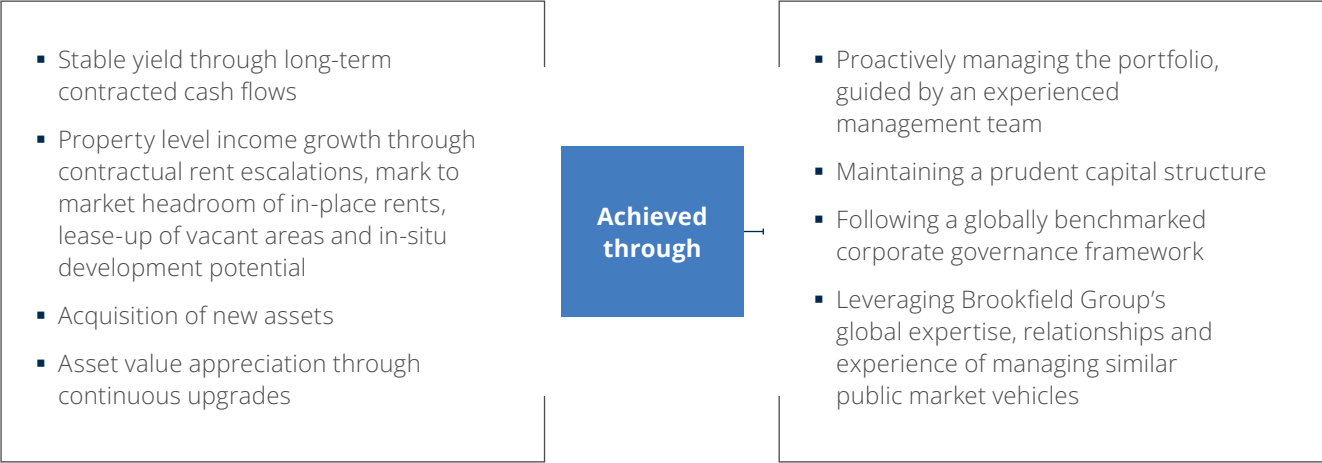 ▪ Stable yield through long-term
contracted cash flows
▪ Property level income growth through
contractual rent escalations, mark to
market headroom of in-place rents,
lease-up of vacant areas and in-situ
development potential
▪ Acquisition of new assets
▪ Asset value appreciation through
continuous upgrades
Achieved
through
▪ Proactively managing the portfolio,
guided by an experienced
management team
▪ Maintaining a prudent capital structure
▪ Following a globally benchmarked
corporate governance framework
▪ Leveraging Brookfield Group’s
global expertise, relationships and
experience of managing similar
public market vehicles